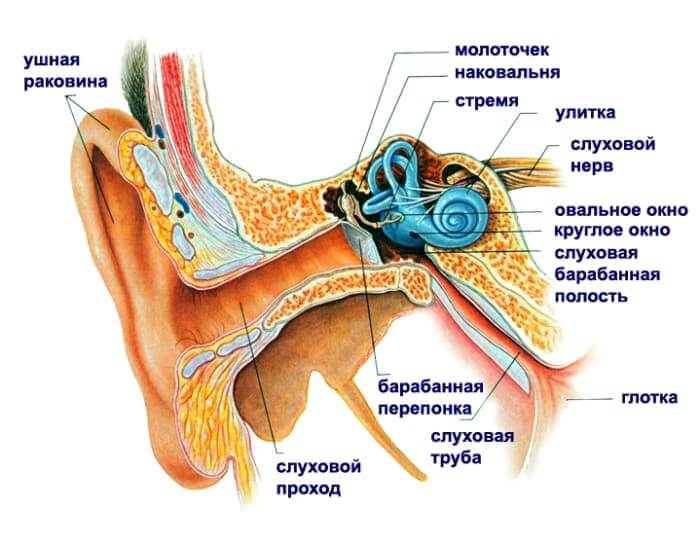 ушная
раковина
молоточек
наковальня
стремя
улитка
слуховой
нерв
овальное окно
круглое окно
слуховая
барабанная
полость
барабанная
перепонка
глотка
слуховая
труба
слуховой
проход